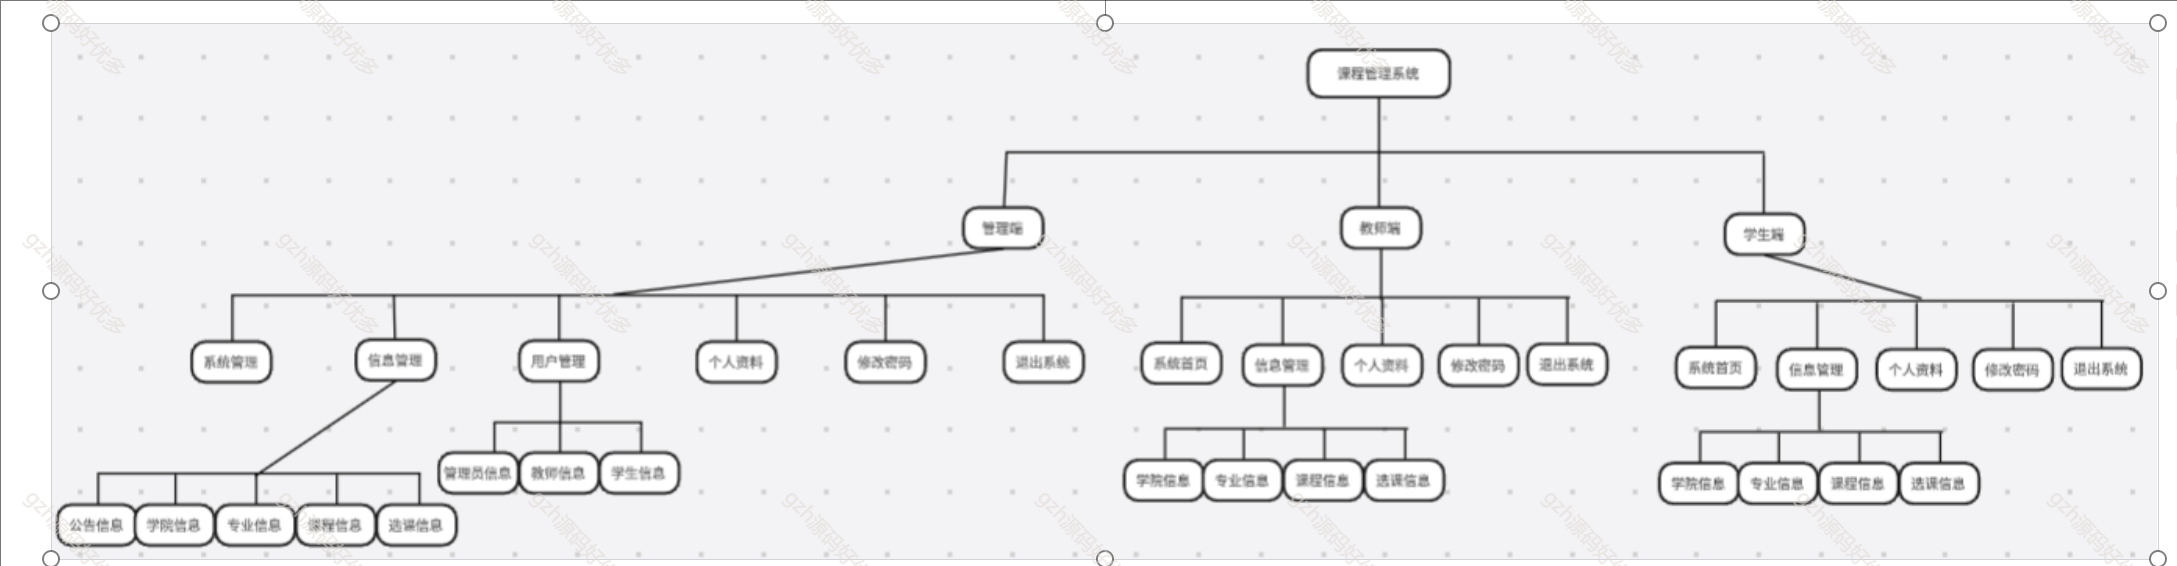 课程管理系统
管理端 教师端 学生端
系统管理 信息管理 用户管理 个人资料 修改密码 退出系统 系统首页 信息管理 个人资料 修改密码 退出系统 系统首页 信息管理 个人资料 修改密码 退出系统
管理员信息 教师信息 学生信息 学院信息 专业信息 课程信息 选课信息 学院信息 专业信息 课程信息 选课信息
公告信息 学院信息 专业信息 课程信息 选课信息
gzh源码好优多